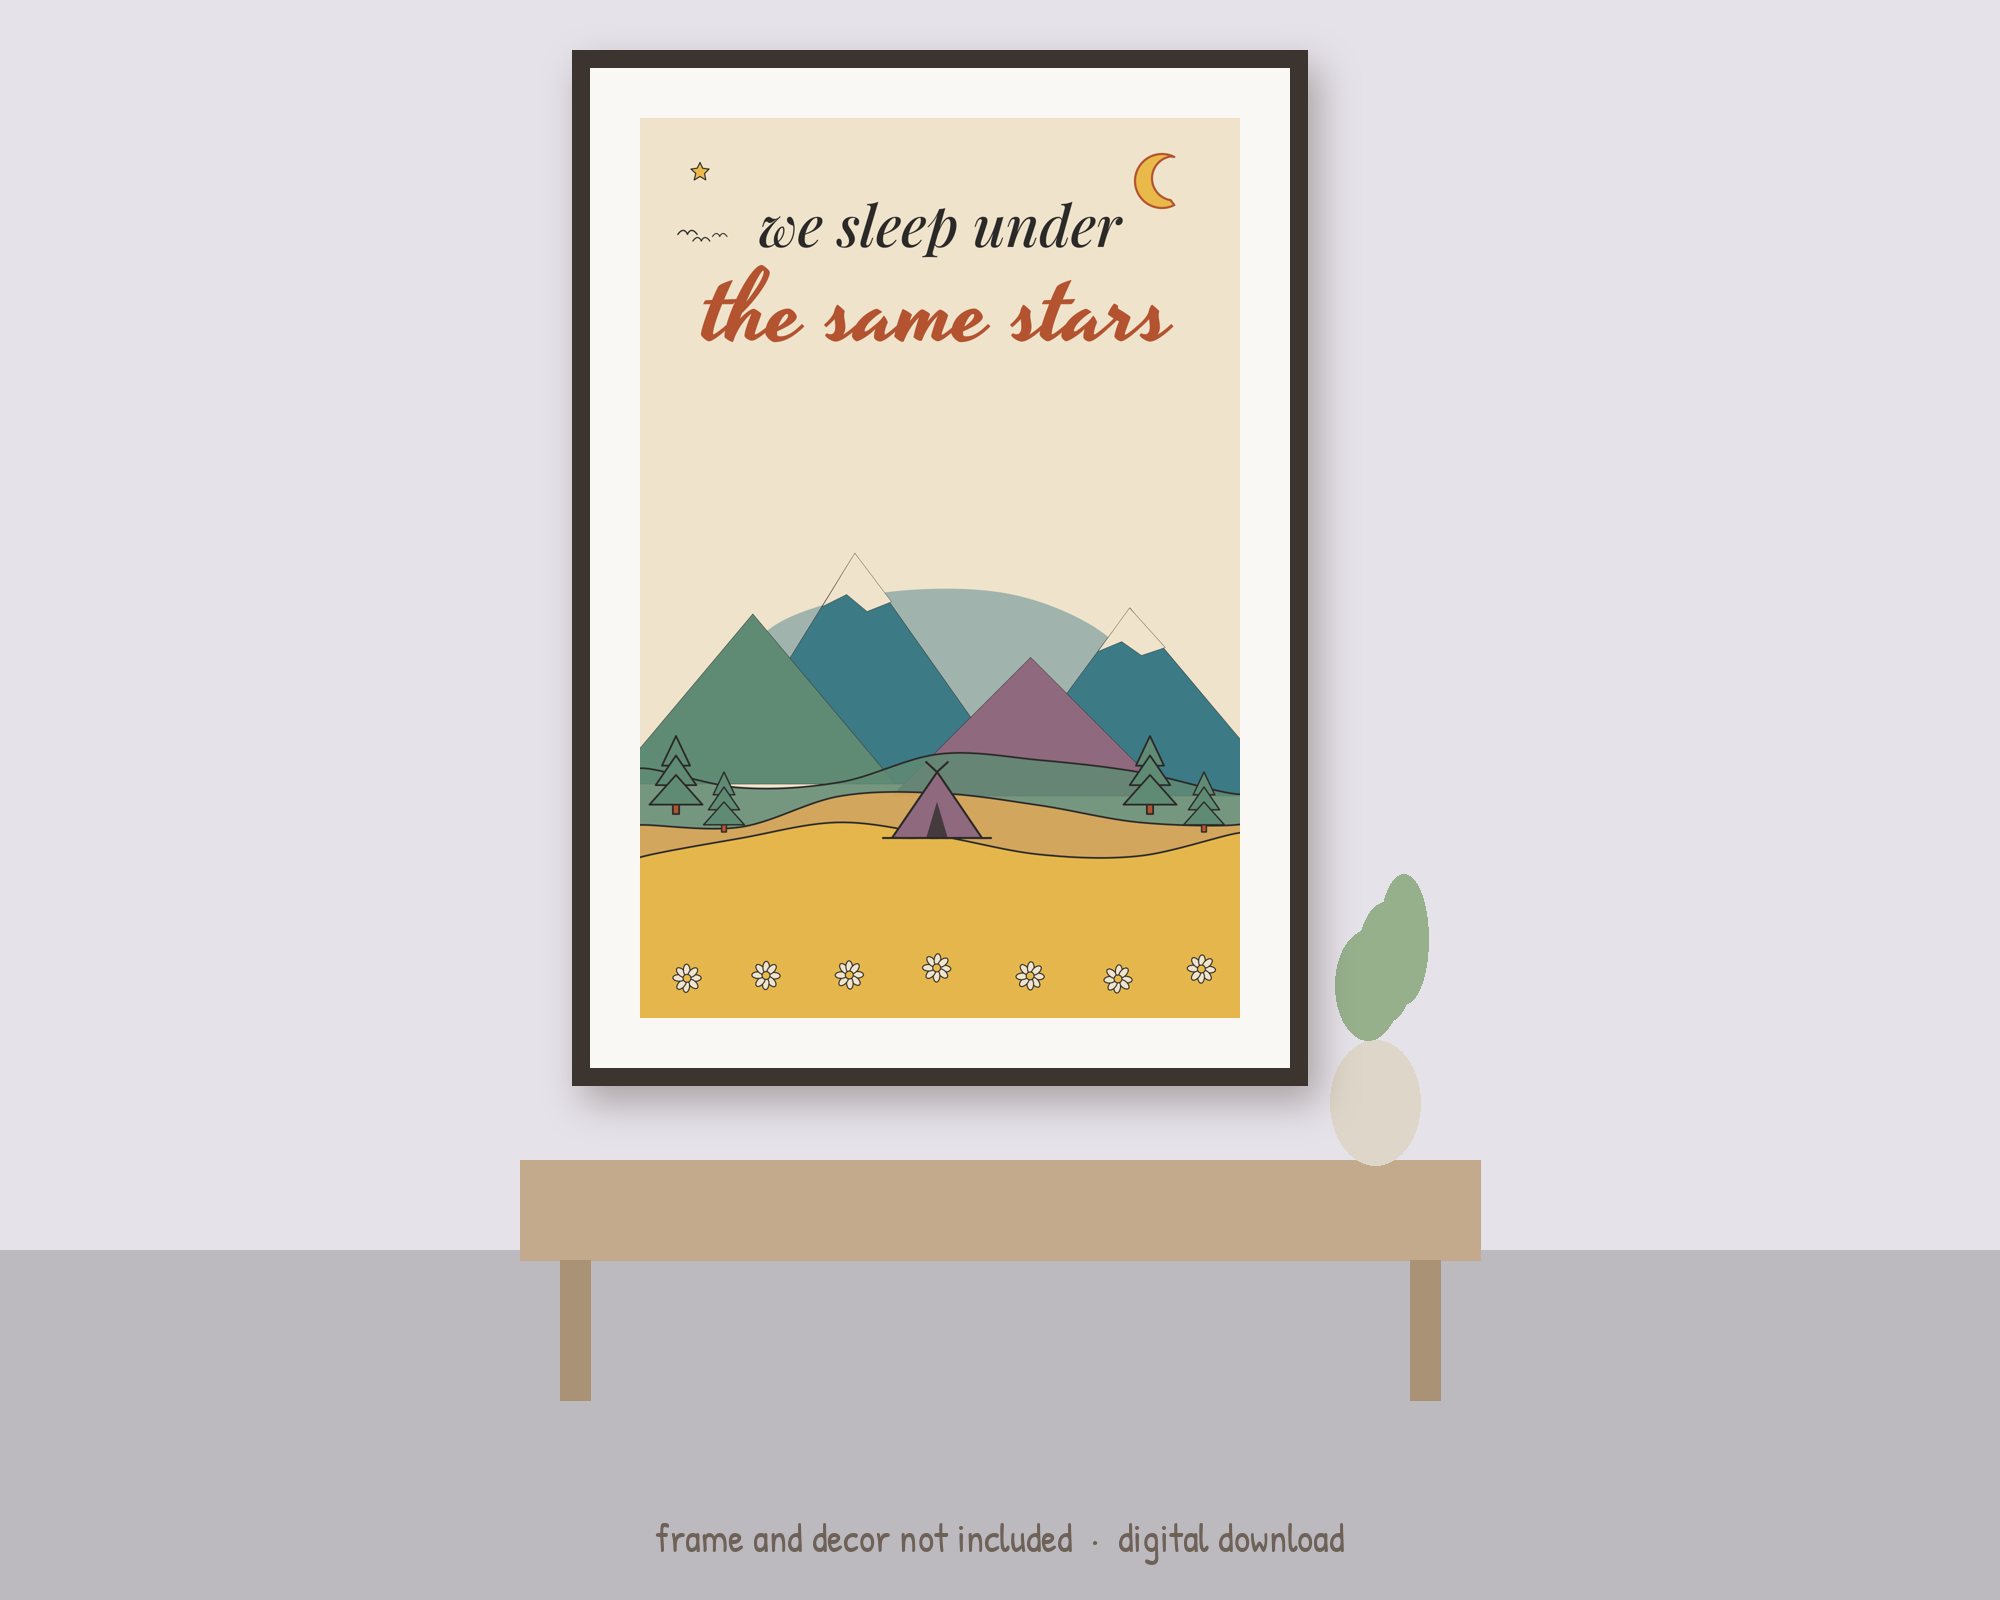 we sleep under
the same stars
frame and decor not included · digital download